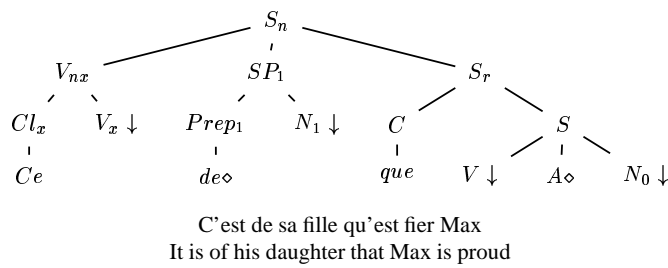 S_n
V_nx SP_1 S_r
Cl_x V_x ↓ Prep_1 N_1 ↓ C S
Ce de⋄ que V ↓ A⋄ N_0 ↓
C'est de sa fille qu'est fier Max
It is of his daughter that Max is proud